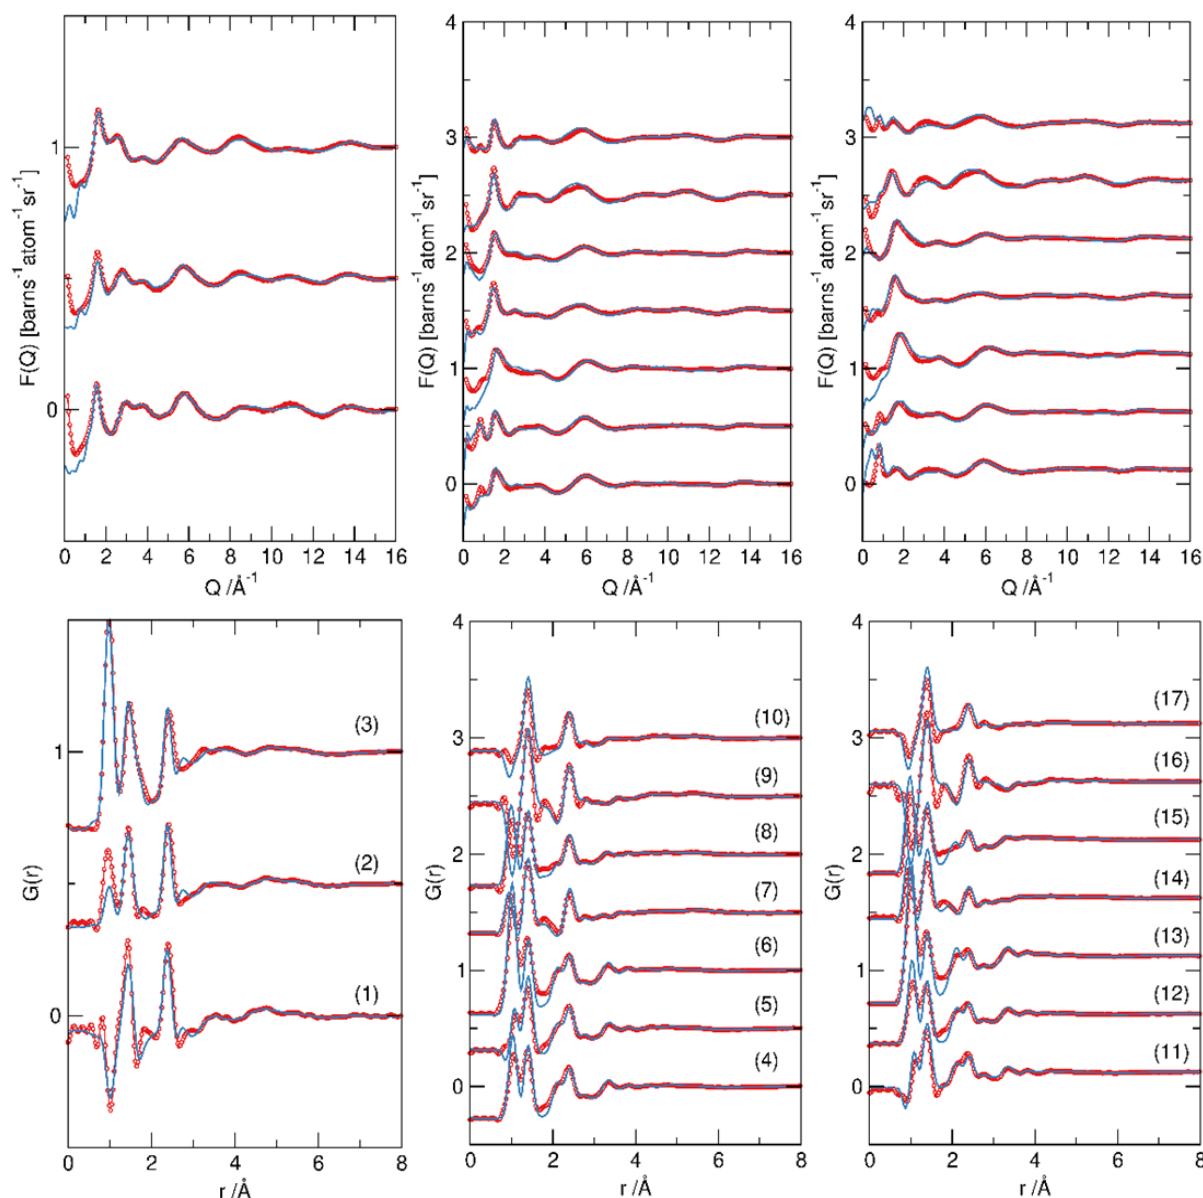 4
4
1
3
3
F(Q) [barns⁻¹atom⁻¹sr⁻¹]
F(Q) [barns⁻¹atom⁻¹sr⁻¹]
F(Q) [barns⁻¹atom⁻¹sr⁻¹]
2
2
1
1
0
0
0
0 2 4 6 8 10 12 14 16
0 2 4 6 8 10 12 14 16
0 2 4 6 8 10 12 14 16
Q /Å⁻¹
Q /Å⁻¹
Q /Å⁻¹
4
4
(3)
(10)
(17)
1
3
3
(9)
(16)
(8)
(15)
G(r)
(2)
G(r)
2
G(r)
2
(7)
(14)
(6)
(13)
1
1
(1)
(5)
(12)
0
(4)
(11)
0
0
0 2 4 6 8
0 2 4 6 8
0 2 4 6 8
r /Å
r /Å
r /Å